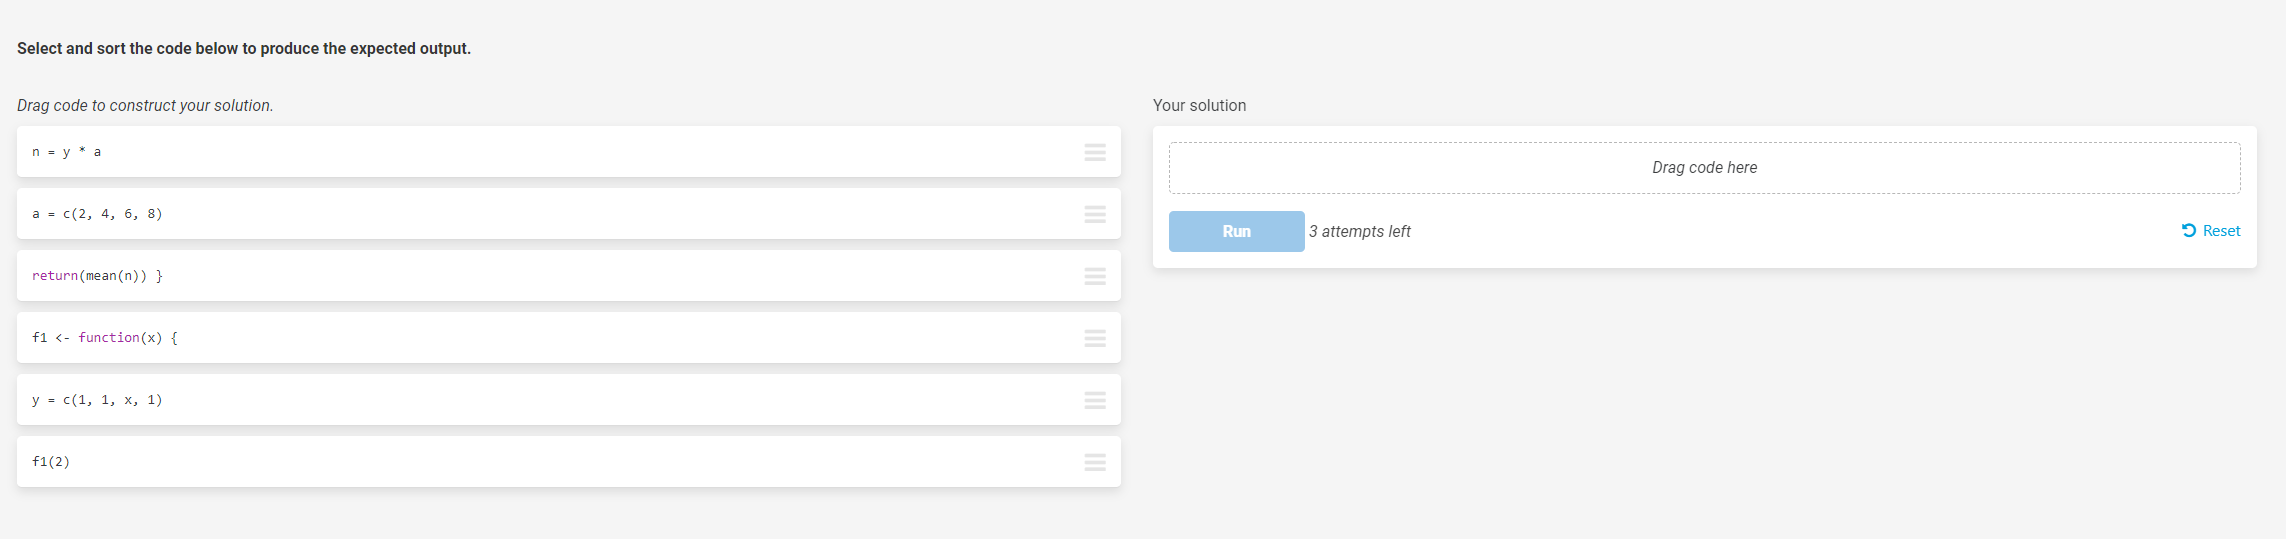 Select and sort the code below to produce the expected output.
Drag code to construct your solution.
n = y * a
a = c(2, 4, 6, 8)
return(mean(n)) }
f1 <- function(x) {
y = c(1, 1, x, 1)
f1(2)
Your solution
Drag code here
Run
3 attempts left
Reset